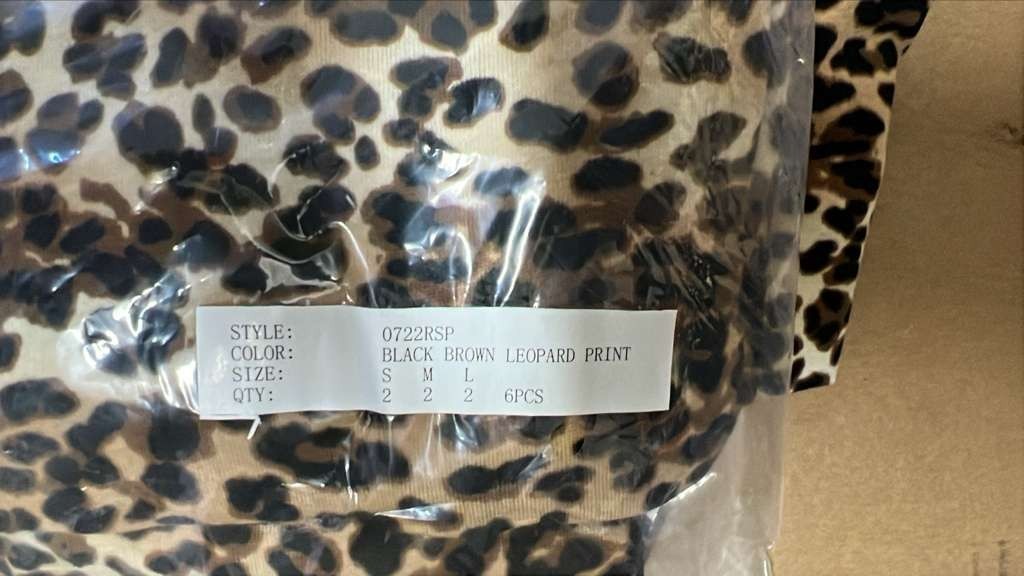 STYLE: 0722RSP
COLOR: BLACK BROWN LEOPARD PRINT
SIZE: S M L
QTY: 2 2 2 6PCS